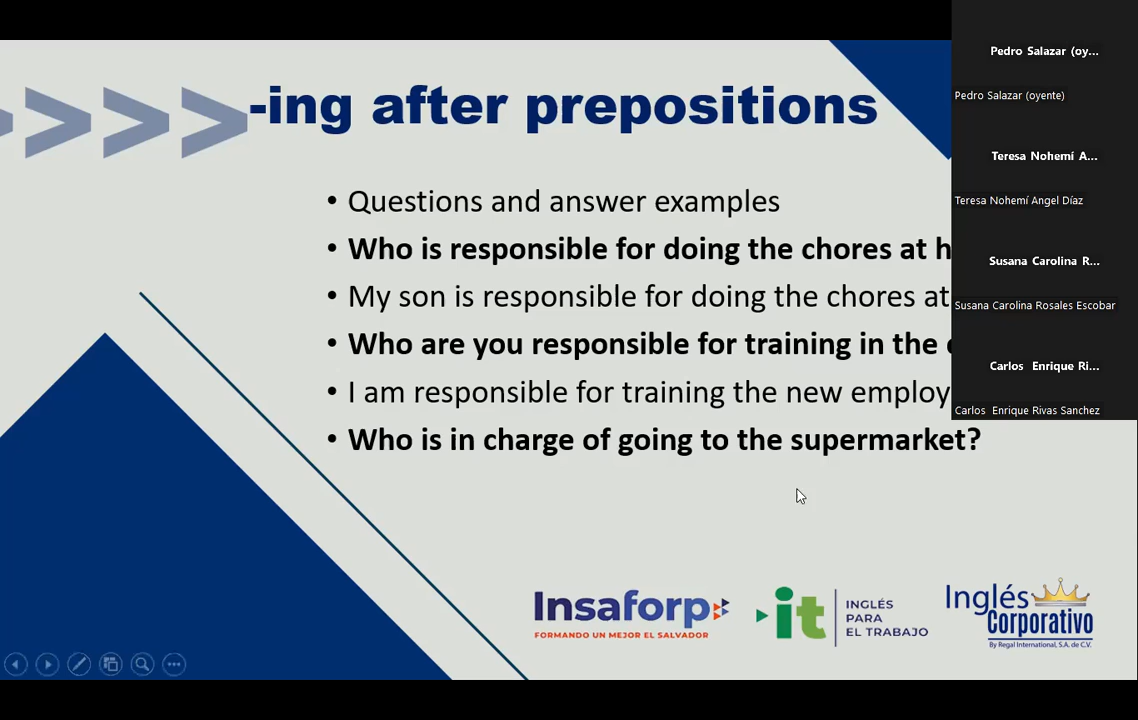 -ing after prepositions
• Questions and answer examples
• Who is responsible for doing the chores at h
• My son is responsible for doing the chores at
• Who are you responsible for training in the
• I am responsible for training the new employ
• Who is in charge of going to the supermarket?
Insaforp
FORMANDO UN MEJOR EL SALVADOR
it
INGLÉS
PARA
EL TRABAJO
Inglés
Corporativo
By Regal International, S.A. de C.V.
Pedro Salazar (oy...
Pedro Salazar (oyente)
Teresa Nohemí A...
Teresa Nohemí Angel Díaz
Susana Carolina R...
Susana Carolina Rosales Escobar
Carlos Enrique Ri...
Carlos Enrique Rivas Sanchez